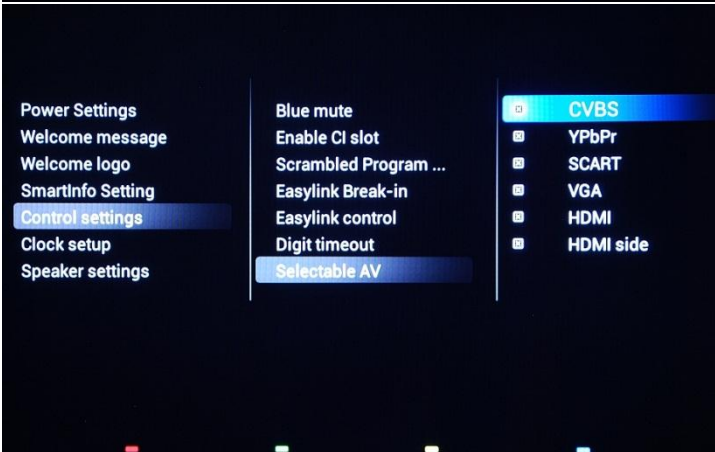 Power Settings
Welcome message
Welcome logo
SmartInfo Setting
Control settings
Clock setup
Speaker settings
Blue mute
Enable CI slot
Scrambled Program ...
Easylink Break-in
Easylink control
Digit timeout
Selectable AV
CVBS
YPbPr
SCART
VGA
HDMI
HDMI side